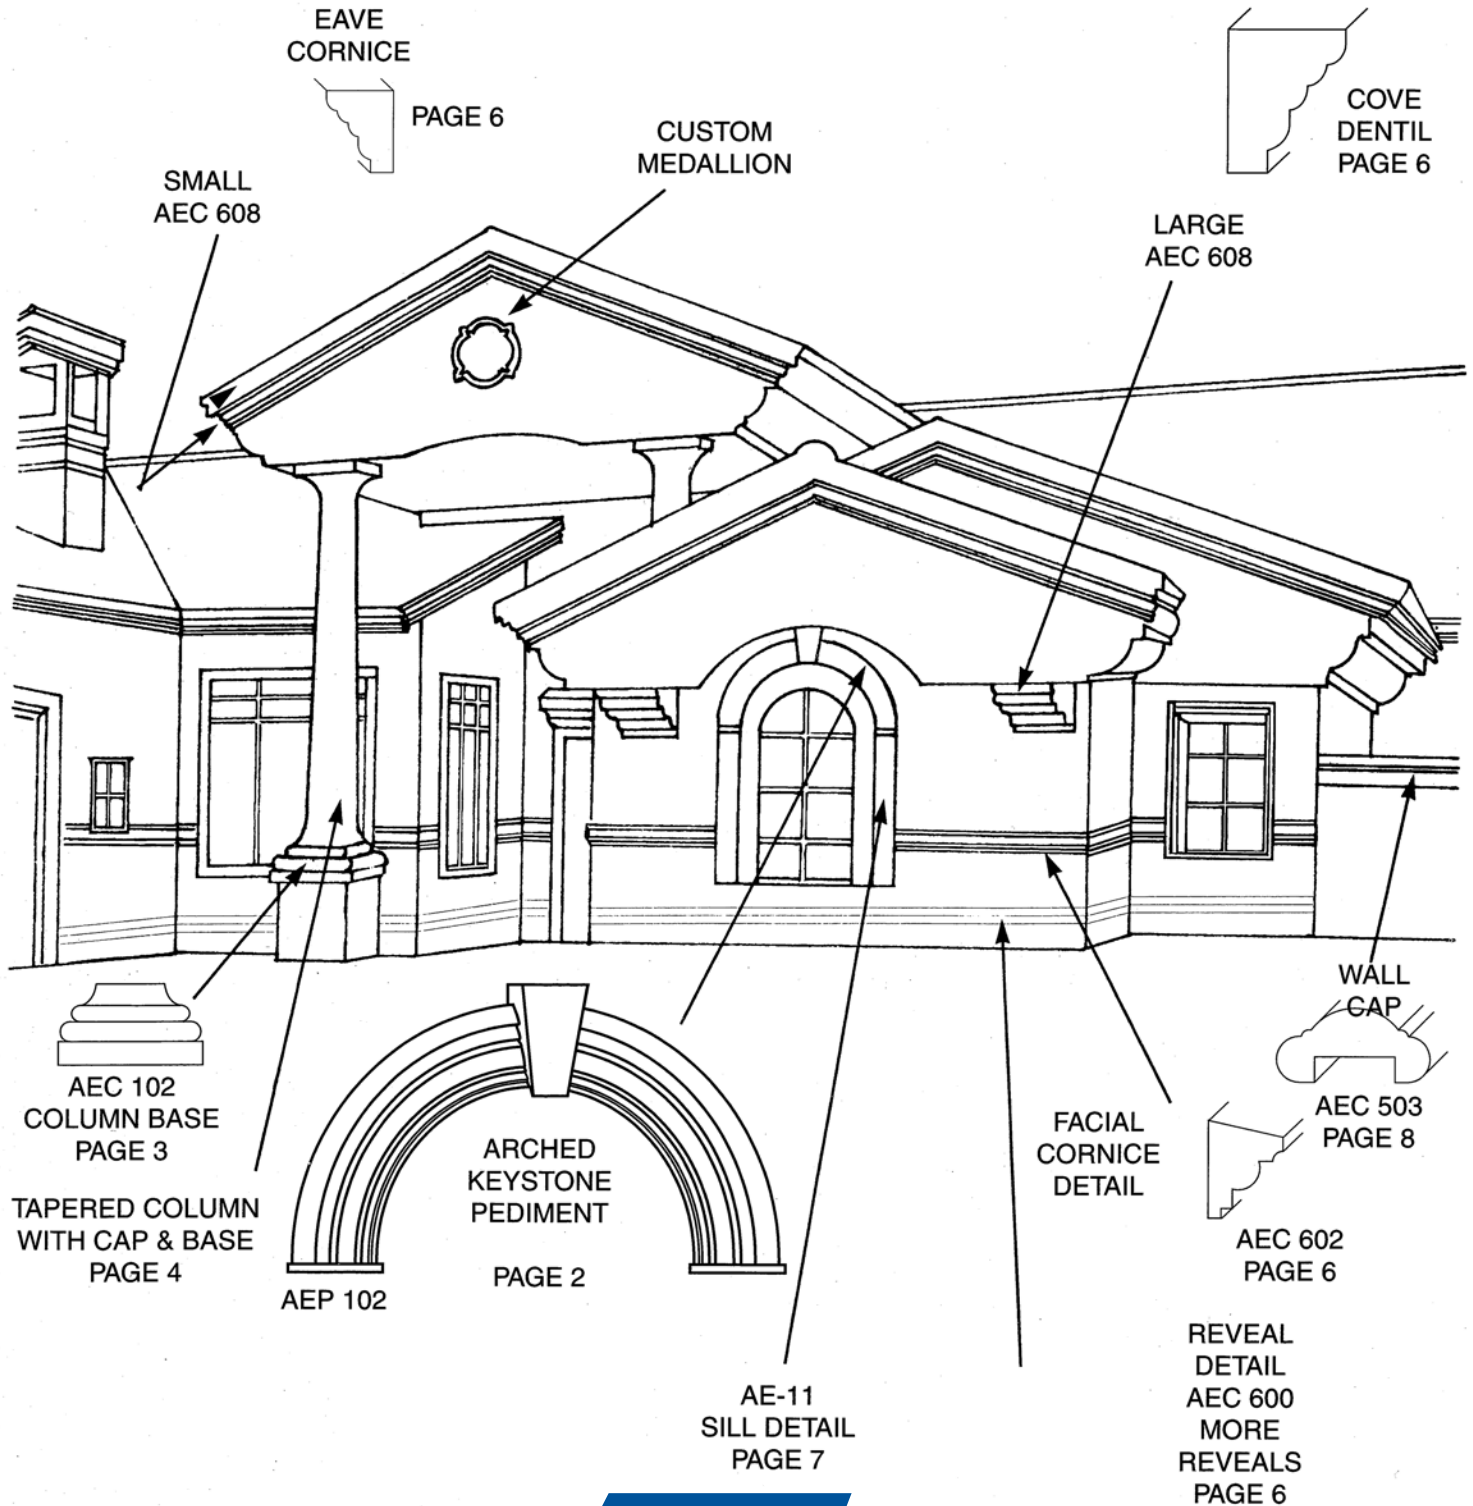 EAVE
CORNICE
PAGE 6
COVE
DENTIL
PAGE 6
CUSTOM
MEDALLION
SMALL
AEC 608
LARGE
AEC 608
WALL
CAP
AEC 503
PAGE 8
AEC 102
COLUMN BASE
PAGE 3
TAPERED COLUMN
WITH CAP & BASE
PAGE 4
ARCHED
KEYSTONE
PEDIMENT
PAGE 2
AEP 102
FACIAL
CORNICE
DETAIL
AEC 602
PAGE 6
AE-11
SILL DETAIL
PAGE 7
REVEAL
DETAIL
AEC 600
MORE
REVEALS
PAGE 6